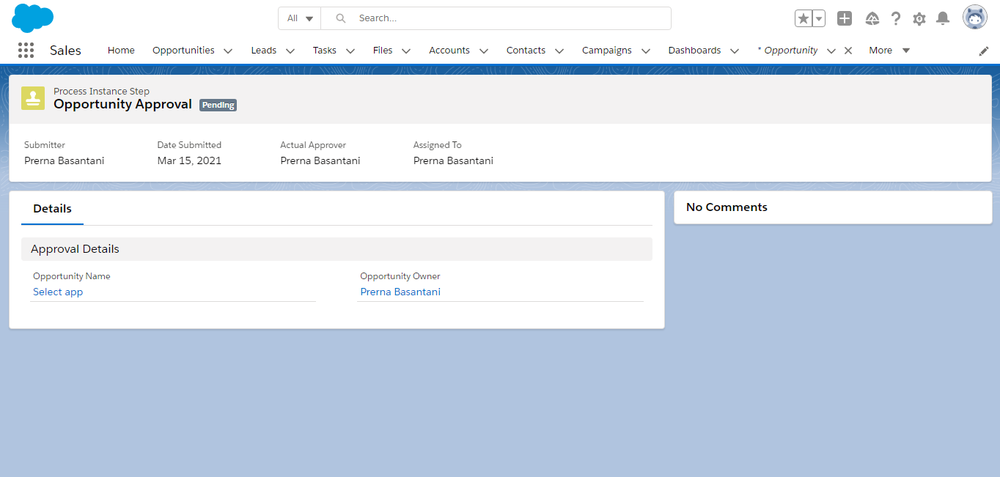 All Search...
Sales Home Opportunities Leads Tasks Files Accounts Contacts Campaigns Dashboards * Opportunity More
Process Instance Step
Opportunity Approval Pending
Submitter Date Submitted Actual Approver Assigned To
Prerna Basantani Mar 15, 2021 Prerna Basantani Prerna Basantani
Details
No Comments
Approval Details
Opportunity Name Opportunity Owner
Select app Prerna Basantani